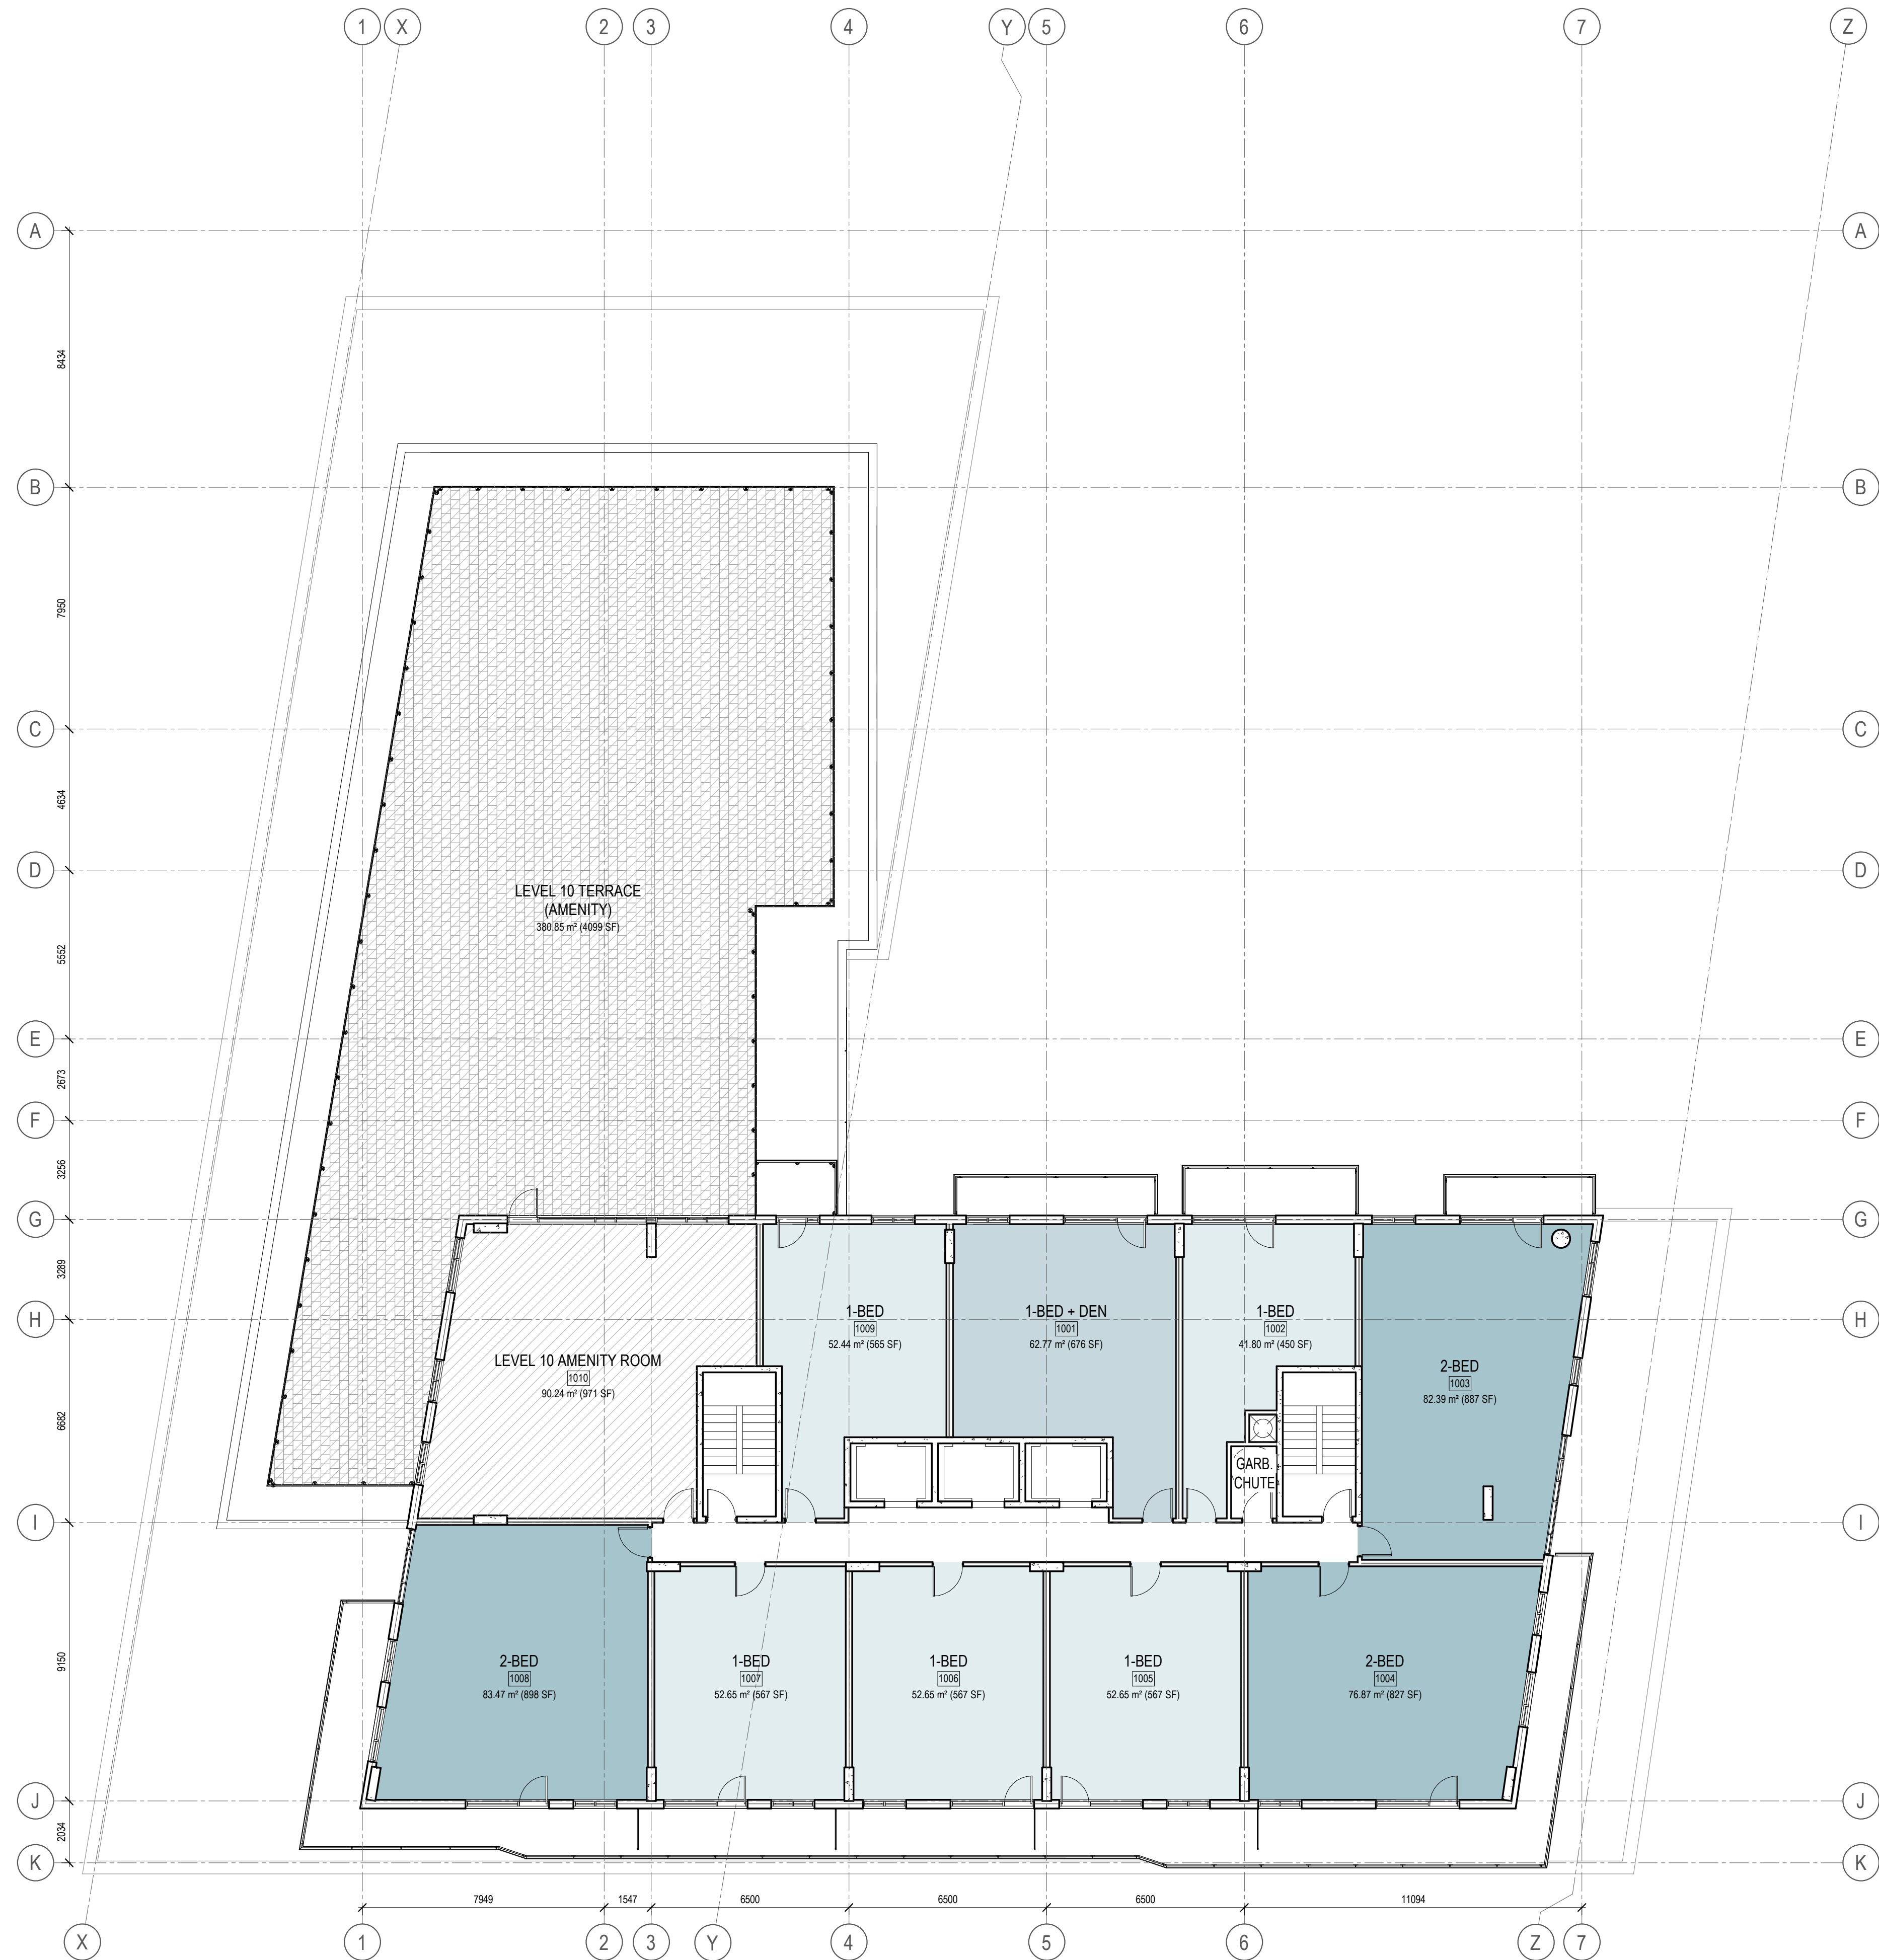 1 X 2 3 4 Y 5 6 7 Z
A A
8434
B B
7950
C C
4634
D D
LEVEL 10 TERRACE
(AMENITY)
380.85 m² (4099 SF)
5552
E E
2673
F F
3256
G G
3289
1-BED
1009
52.44 m² (565 SF)
1-BED + DEN
1001
62.77 m² (676 SF)
1-BED
1002
41.80 m² (450 SF)
H H
LEVEL 10 AMENITY ROOM
1010
90.24 m² (971 SF)
2-BED
1003
82.39 m² (887 SF)
6682
GARB.
CHUTE
I I
9150
2-BED
1008
83.47 m² (898 SF)
1-BED
1007
52.65 m² (567 SF)
1-BED
1006
52.65 m² (567 SF)
1-BED
1005
52.65 m² (567 SF)
2-BED
1004
76.87 m² (827 SF)
J J
2034
K K
7949 1547 6500 6500 6500 11094
X 1 2 3 Y 4 5 6 Z 7